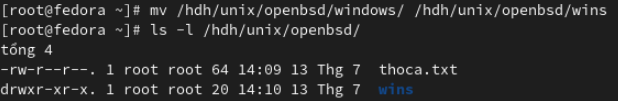 [root@fedora ~]# mv /hdh/unix/openbsd/windows/ /hdh/unix/openbsd/wins
[root@fedora ~]# ls -l /hdh/unix/openbsd/
tổng 4
-rw-r--r--. 1 root root 64 14:09 13 Thg 7  thoca.txt
drwxr-xr-x. 1 root root 20 14:10 13 Thg 7  wins